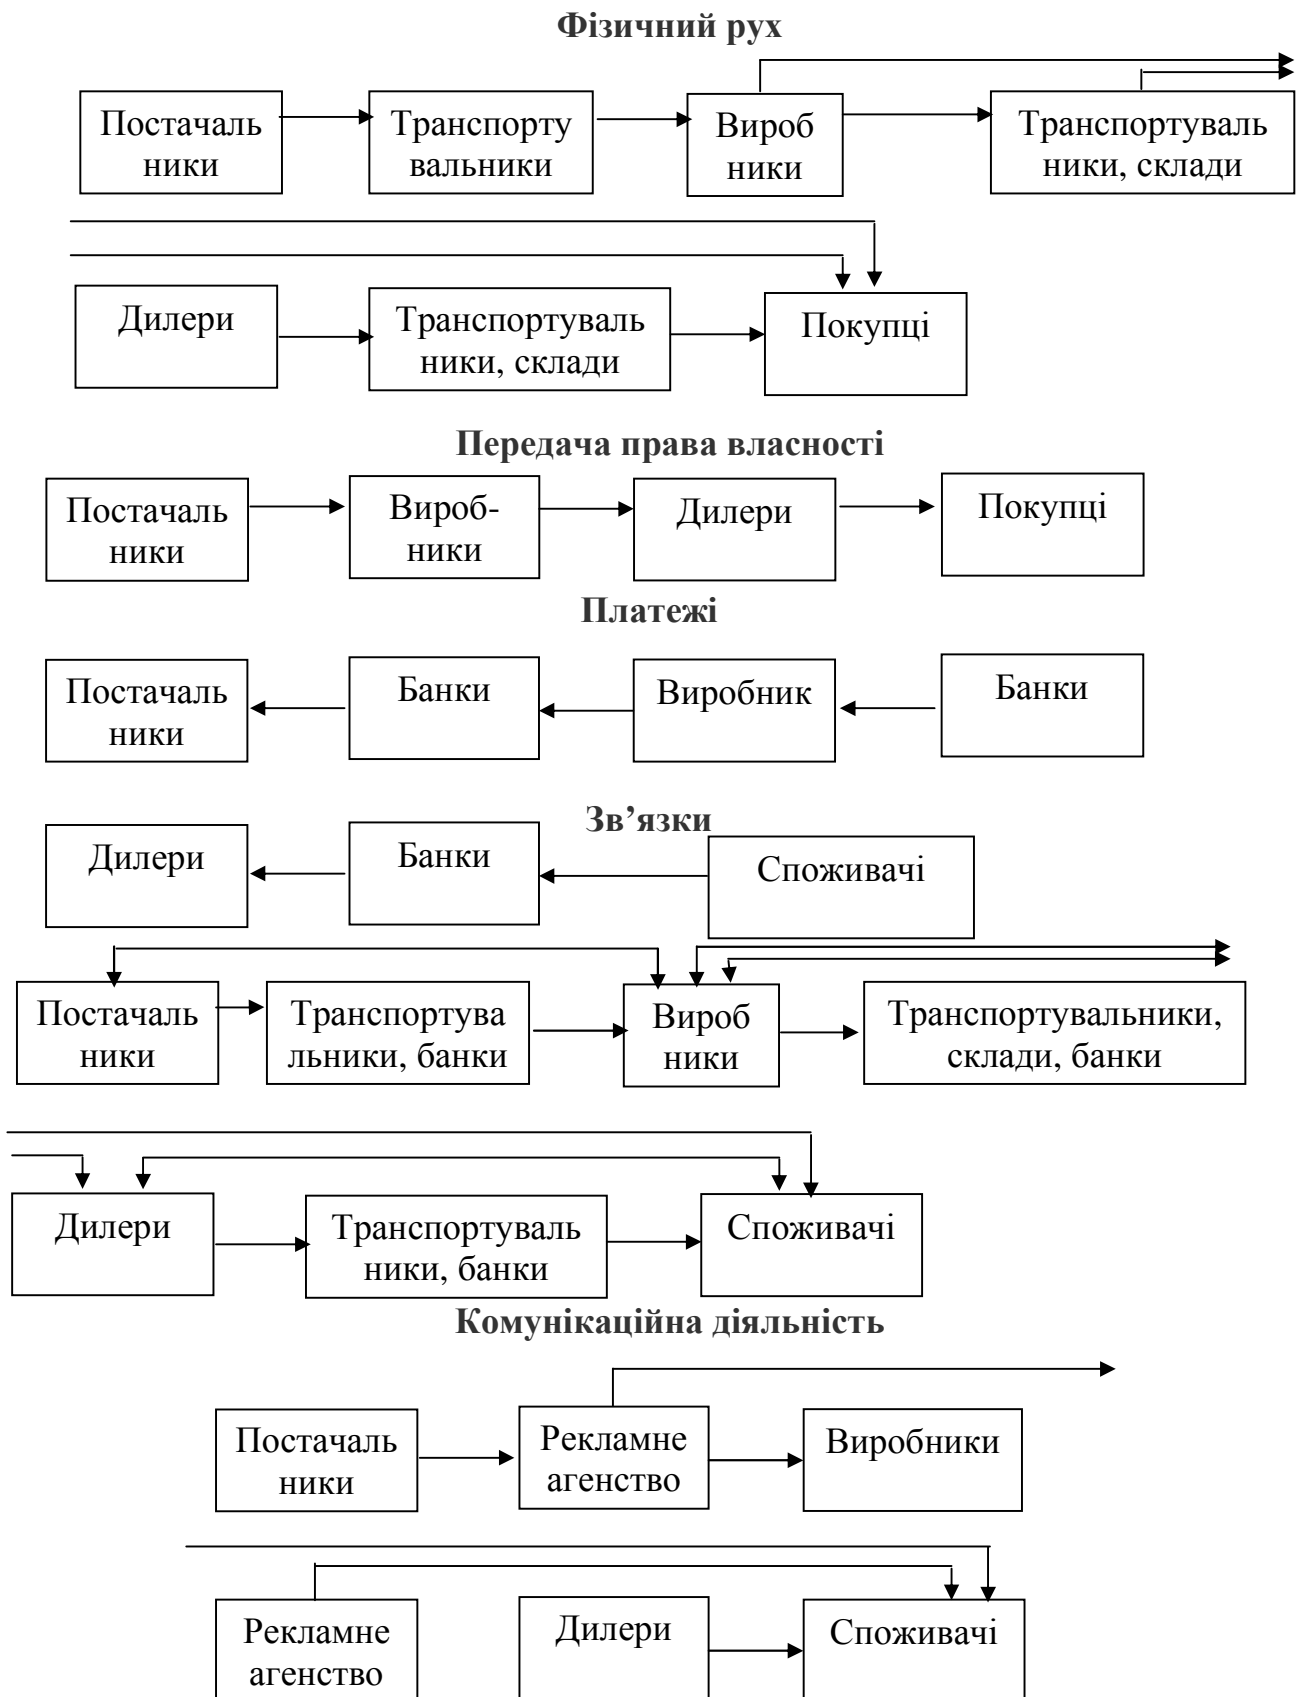 Фізичний рух
Постачаль
ники
Транспорту
вальники
Вироб
ники
Транспортуваль
ники, склади
Дилери
Транспортуваль
ники, склади
Покупці
Передача права власності
Постачаль
ники
Вироб-
ники
Дилери
Покупці
Платежі
Постачаль
ники
Банки
Виробник
Банки
Зв’язки
Дилери
Банки
Споживачі
Постачаль
ники
Транспортува
льники, банки
Вироб
ники
Транспортувальники,
склади, банки
Дилери
Транспортуваль
ники, банки
Споживачі
Комунікаційна діяльність
Постачаль
ники
Рекламне
агенство
Виробники
Рекламне
агенство
Дилери
Споживачі